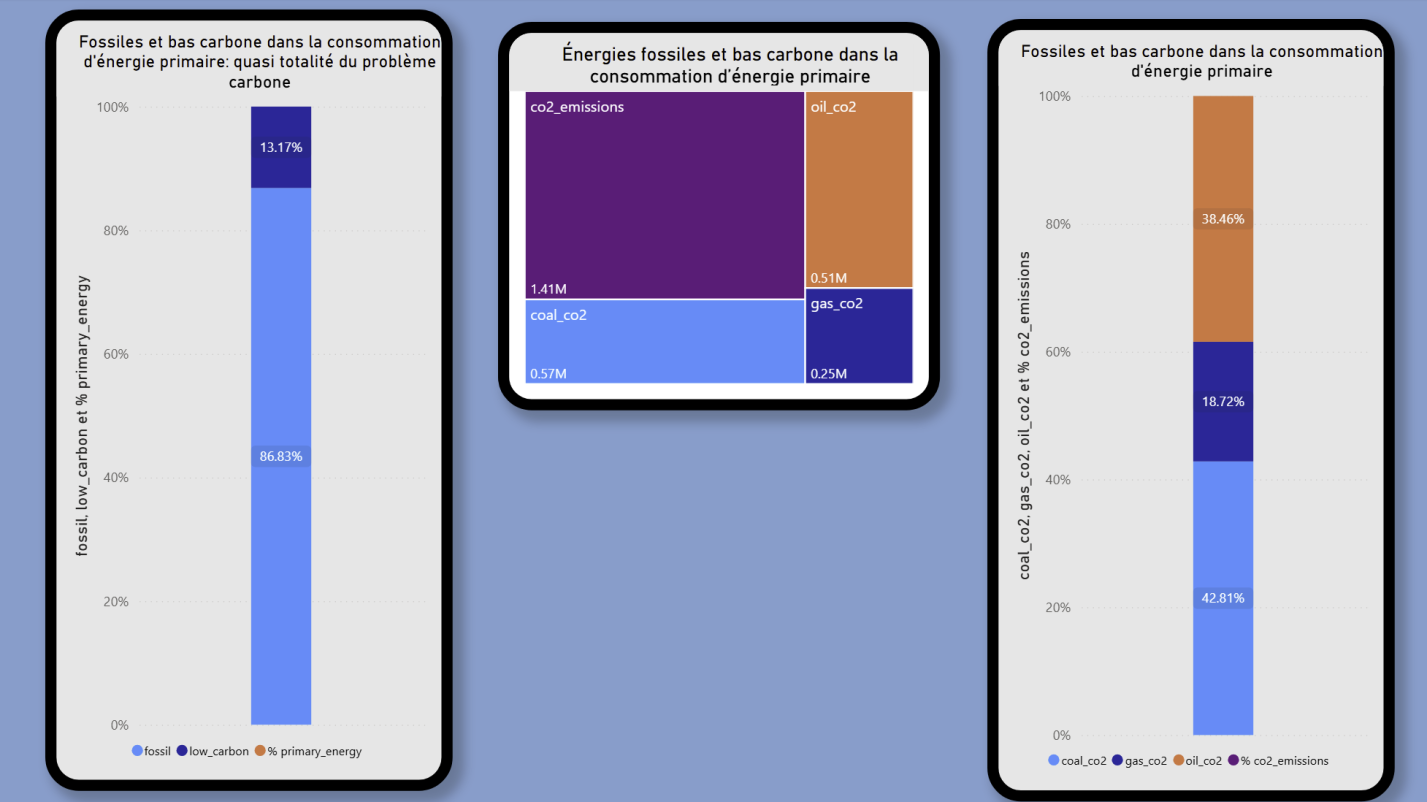 Fossiles et bas carbone dans la consommation
d'énergie primaire: quasi totalité du problème
carbone
100%
80%
60%
40%
20%
0%
fossil, low_carbon et % primary_energy
13.17%
86.83%
fossil low_carbon % primary_energy
Énergies fossiles et bas carbone dans la
consommation d'énergie primaire
co2_emissions
1.41M
oil_co2
0.51M
coal_co2
0.57M
gas_co2
0.25M
Fossiles et bas carbone dans la consommation
d'énergie primaire
100%
80%
60%
40%
20%
0%
coal_co2, gas_co2, oil_co2 et % co2_emissions
38.46%
18.72%
42.81%
coal_co2 gas_co2 oil_co2 % co2_emissions